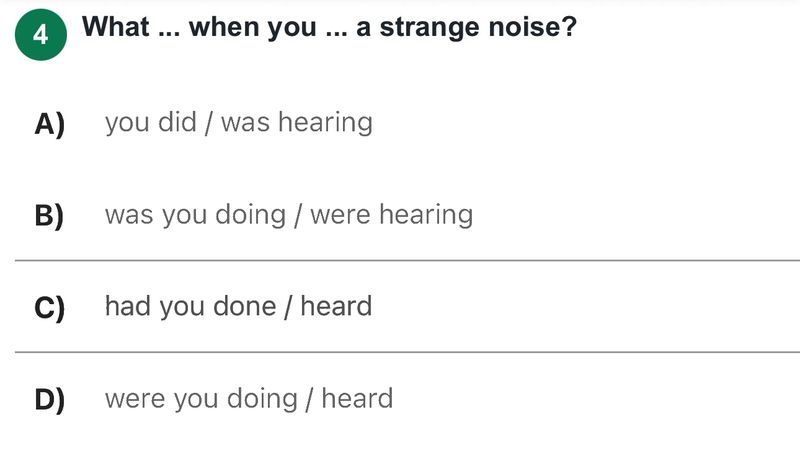 4 What ... when you ... a strange noise?
A) you did / was hearing
B) was you doing / were hearing
C) had you done / heard
D) were you doing / heard